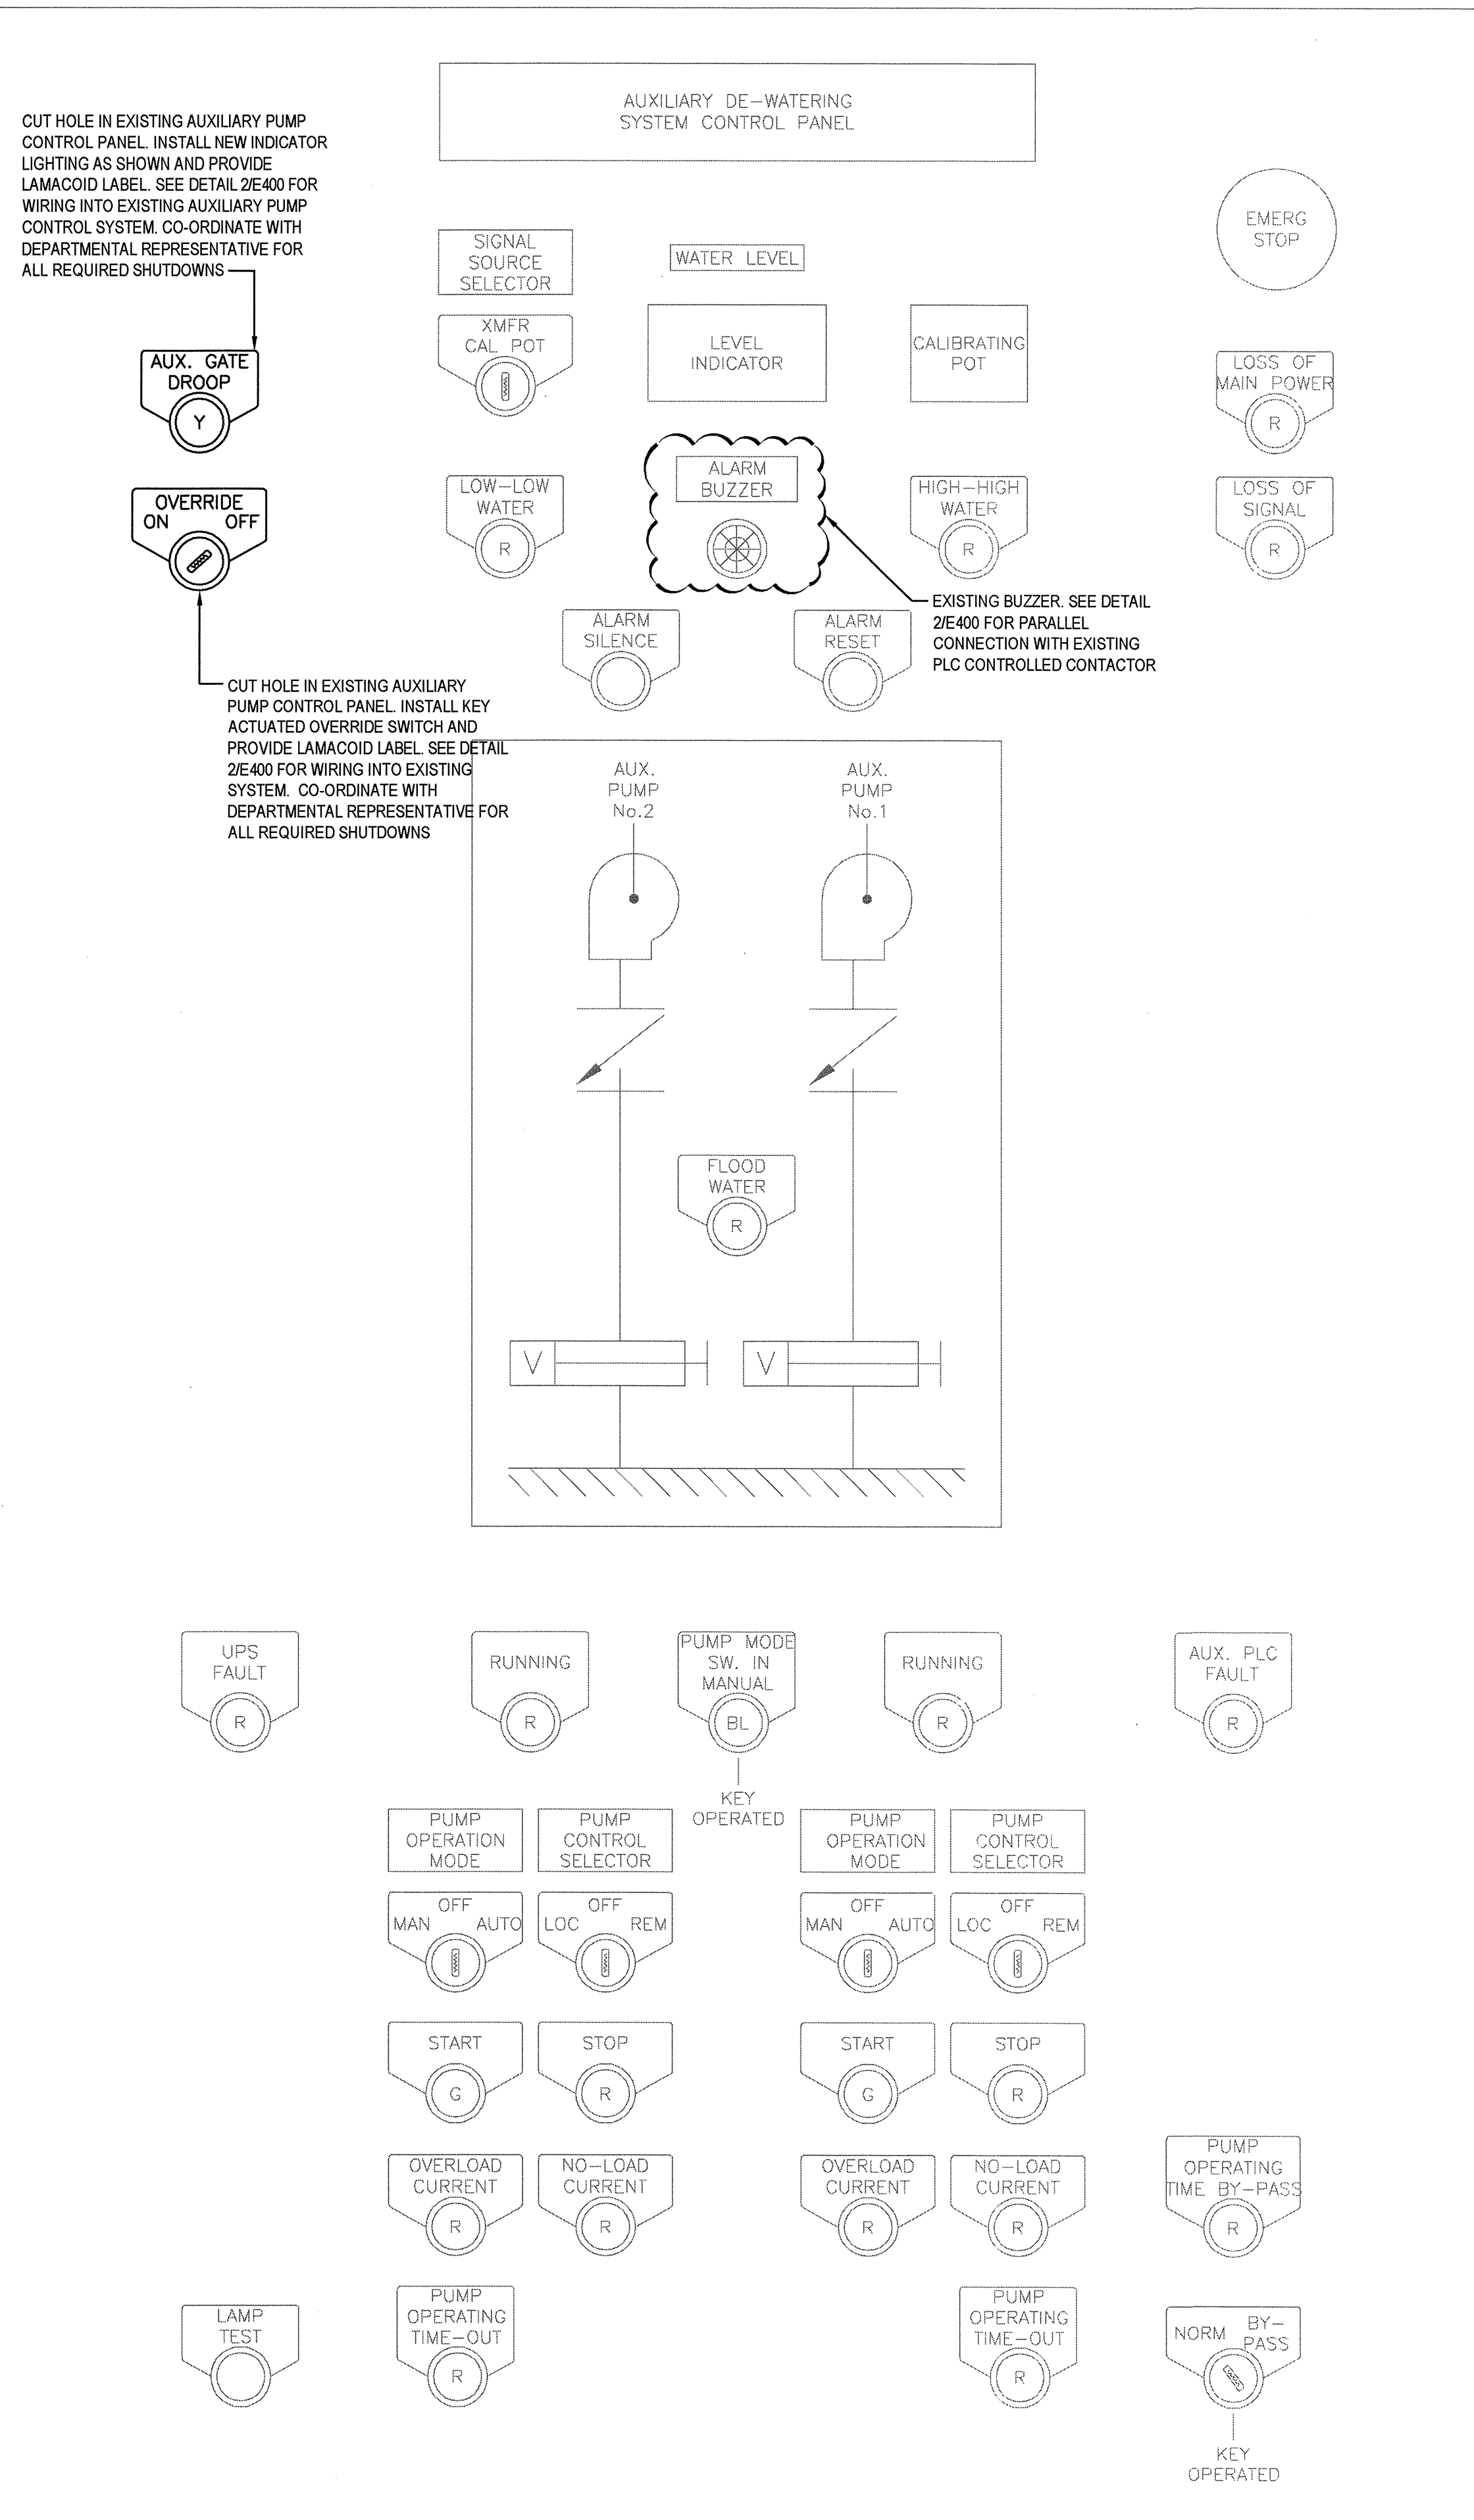 AUXILIARY DE-WATERING
SYSTEM CONTROL PANEL
CUT HOLE IN EXISTING AUXILIARY PUMP
CONTROL PANEL. INSTALL NEW INDICATOR
LIGHTING AS SHOWN AND PROVIDE
LAMACOID LABEL. SEE DETAIL 2/E400 FOR
WIRING INTO EXISTING AUXILIARY PUMP
CONTROL SYSTEM. CO-ORDINATE WITH
DEPARTMENTAL REPRESENTATIVE FOR
ALL REQUIRED SHUTDOWNS
EMERG
STOP
SIGNAL
SOURCE
SELECTOR
WATER LEVEL
XMFR
CAL POT
LEVEL
INDICATOR
CALIBRATING
POT
AUX. GATE
DROOP
Y
LOSS OF
MAIN POWER
R
OVERRIDE
ON OFF
LOW-LOW
WATER
R
ALARM
BUZZER
HIGH-HIGH
WATER
R
LOSS OF
SIGNAL
R
EXISTING BUZZER. SEE DETAIL
2/E400 FOR PARALLEL
CONNECTION WITH EXISTING
PLC CONTROLLED CONTACTOR
ALARM
SILENCE
ALARM
RESET
CUT HOLE IN EXISTING AUXILIARY
PUMP CONTROL PANEL. INSTALL KEY
ACTUATED OVERRIDE SWITCH AND
PROVIDE LAMACOID LABEL. SEE DETAIL
2/E400 FOR WIRING INTO EXISTING
SYSTEM. CO-ORDINATE WITH
DEPARTMENTAL REPRESENTATIVE FOR
ALL REQUIRED SHUTDOWNS
AUX.
PUMP
No.2
AUX.
PUMP
No.1
FLOOD
WATER
R
V
V
UPS
FAULT
R
RUNNING
R
PUMP MODE
SW. IN
MANUAL
BL
KEY
OPERATED
RUNNING
R
AUX. PLC
FAULT
R
PUMP
OPERATION
MODE
PUMP
CONTROL
SELECTOR
PUMP
OPERATION
MODE
PUMP
CONTROL
SELECTOR
OFF
MAN AUTO
OFF
LOC REM
OFF
MAN AUTO
OFF
LOC REM
START
G
STOP
R
START
G
STOP
R
OVERLOAD
CURRENT
R
NO-LOAD
CURRENT
R
OVERLOAD
CURRENT
R
NO-LOAD
CURRENT
R
PUMP
OPERATING
TIME BY-PASS
R
LAMP
TEST
PUMP
OPERATING
TIME-OUT
R
PUMP
OPERATING
TIME-OUT
R
NORM BY-
PASS
KEY
OPERATED